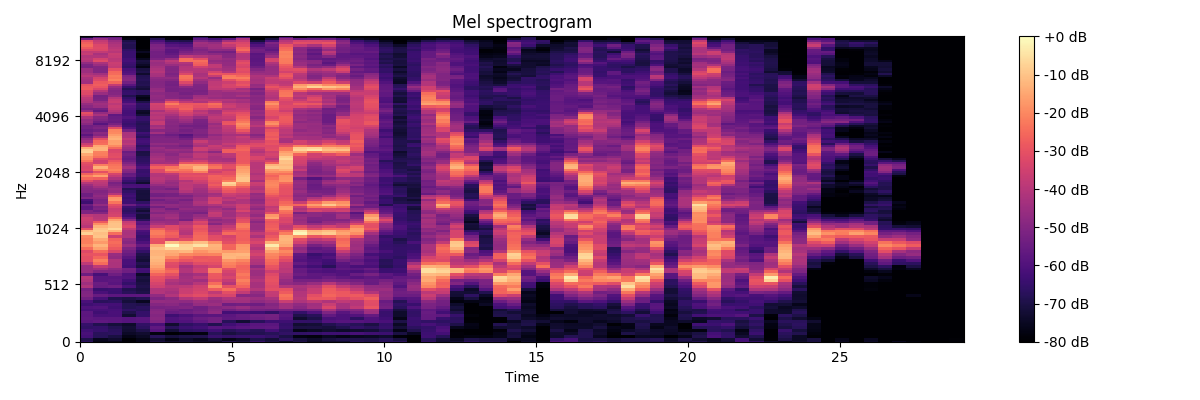 Mel spectrogram
8192
4096
2048
1024
512
0
Hz
0 5 10 15 20 25
Time
+0 dB
-10 dB
-20 dB
-30 dB
-40 dB
-50 dB
-60 dB
-70 dB
-80 dB